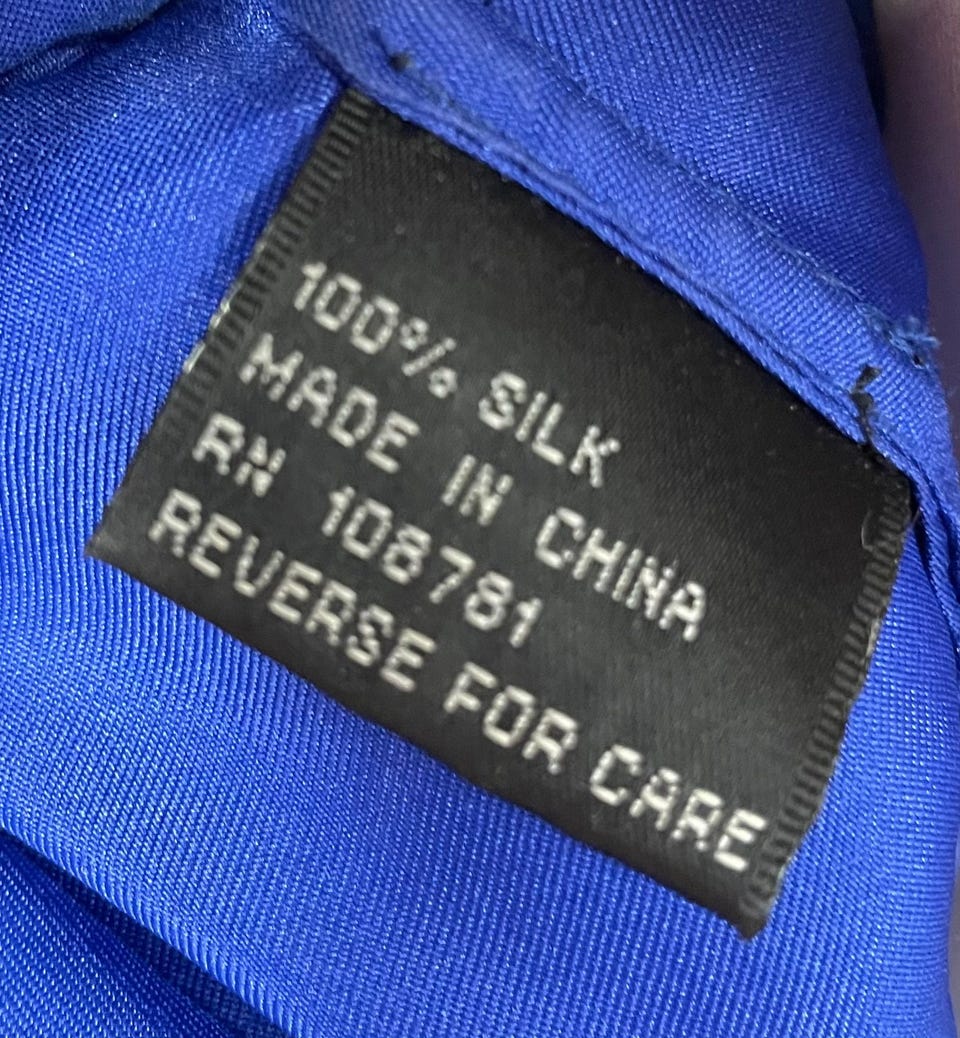 100% SILK
MADE IN CHINA
RN 108781
REVERSE FOR CARE